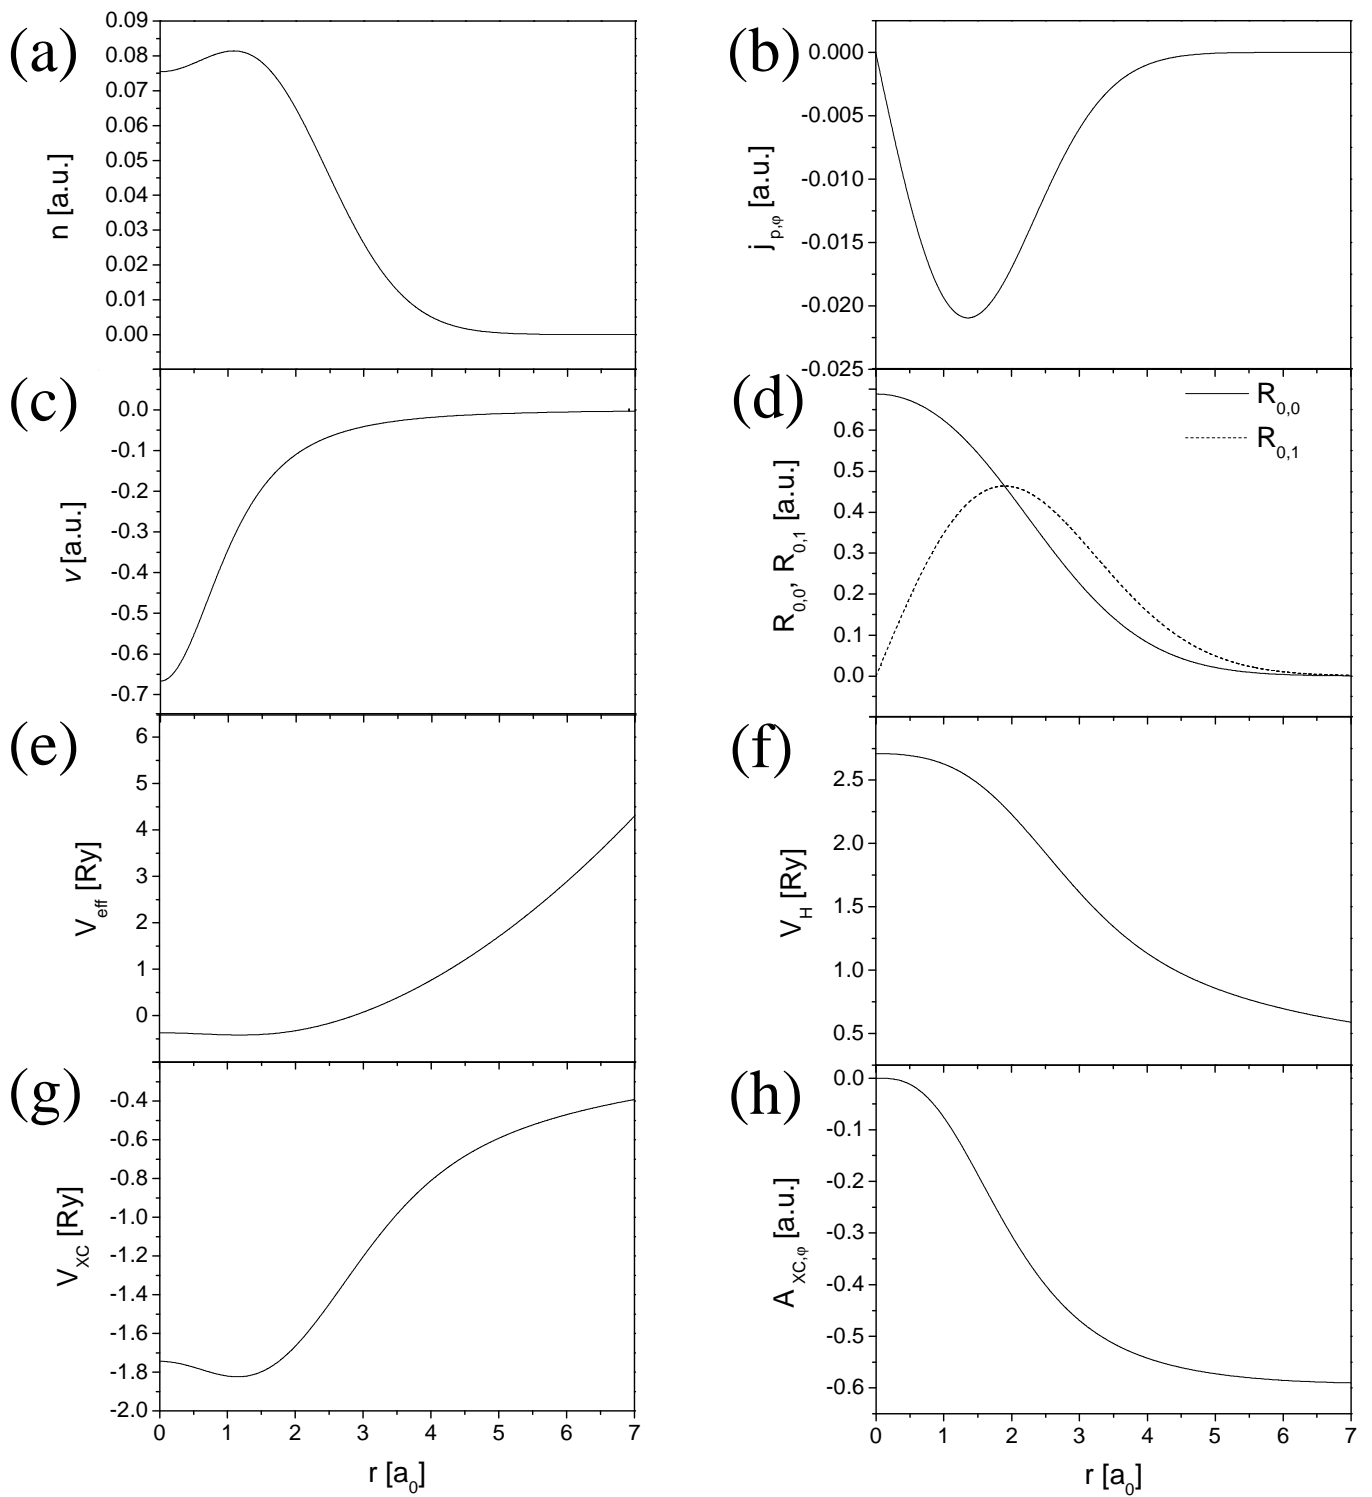 (a)
n [a.u.]
0.09
0.08
0.07
0.06
0.05
0.04
0.03
0.02
0.01
0.00
(b)
j_{p,φ} [a.u.]
0.000
-0.005
-0.010
-0.015
-0.020
-0.025
(c)
v [a.u.]
0.0
-0.1
-0.2
-0.3
-0.4
-0.5
-0.6
-0.7
(d)
R_{0,0}, R_{0,1} [a.u.]
0.6
0.5
0.4
0.3
0.2
0.1
0.0
R_{0,0}
R_{0,1}
(e)
V_{eff} [Ry]
6
5
4
3
2
1
0
(f)
V_H [Ry]
2.5
2.0
1.5
1.0
0.5
(g)
V_{XC} [Ry]
-0.4
-0.6
-0.8
-1.0
-1.2
-1.4
-1.6
-1.8
-2.0
0 1 2 3 4 5 6 7
r [a_0]
(h)
A_{XC,φ} [a.u.]
0.0
-0.1
-0.2
-0.3
-0.4
-0.5
-0.6
0 1 2 3 4 5 6 7
r [a_0]